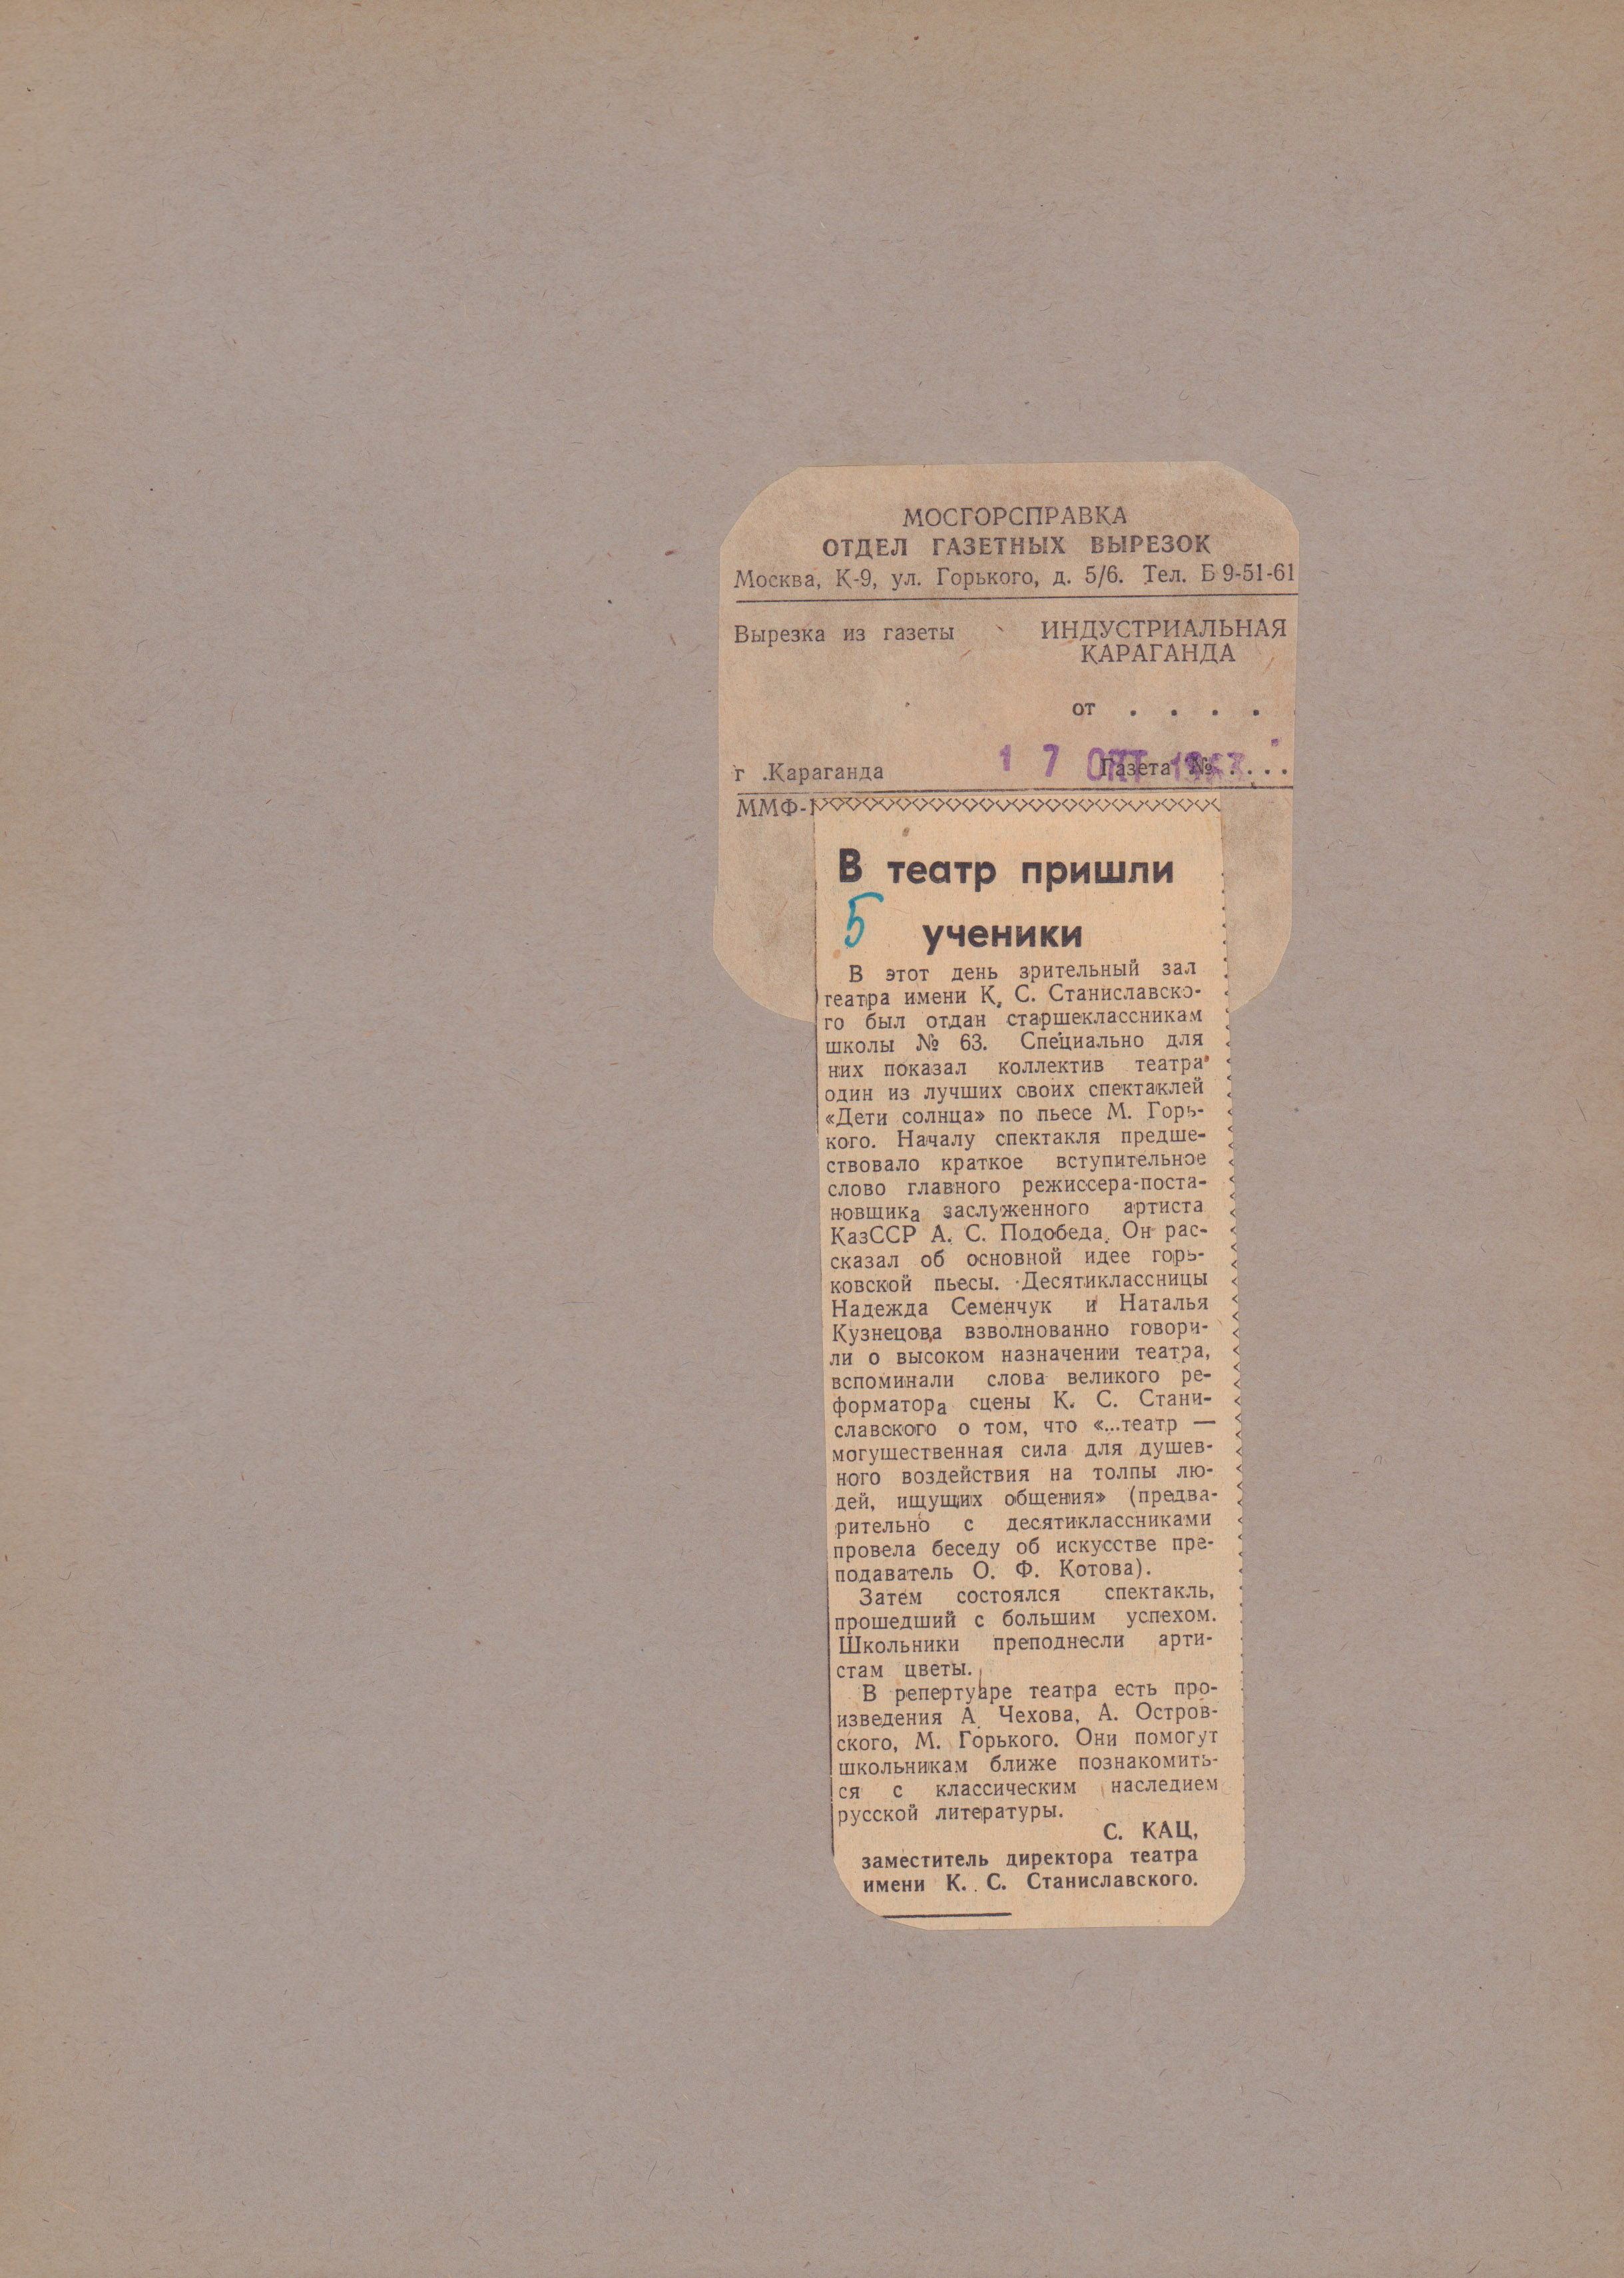 МОСГОРСПРАВКА
ОТДЕЛ ГАЗЕТНЫХ ВЫРЕЗОК
Москва, К-9, ул. Горького, д. 5/6. Тел. Б 9-51-61
Вырезка из газеты ИНДУСТРИАЛЬНАЯ
КАРАГАНДА
от . . . .
17 ОКТ
г .Караганда Газета № . . . .
ММФ-1
В театр пришли
5 ученики
В этот день зрительный зал
театра имени К. С. Станиславско-
го был отдан старшеклассникам
школы № 63. Специально для
них показал коллектив театра
один из лучших своих спектаклей
«Дети солнца» по пьесе М. Горь-
кого. Началу спектакля предше-
ствовало краткое вступительное
слово главного режиссера-поста-
новщика заслуженного артиста
КазССР А. С. Подобеда. Он рас-
сказал об основной идее горь-
ковской пьесы. Десятиклассницы
Надежда Семенчук и Наталья
Кузнецова взволнованно говори-
ли о высоком назначении театра,
вспоминали слова великого ре-
форматора сцены К. С. Стани-
славского о том, что «...театр —
могущественная сила для душев-
ного воздействия на толпы лю-
дей, ищущих общения» (предва-
рительно с десятиклассниками
провела беседу об искусстве пре-
подаватель О. Ф. Котова).
Затем состоялся спектакль,
прошедший с большим успехом.
Школьники преподнесли арти-
стам цветы.
В репертуаре театра есть про-
изведения А. Чехова, А. Остров-
ского, М. Горького. Они помогут
школьникам ближе познакомить-
ся с классическим наследием
русской литературы.
С. КАЦ,
заместитель директора театра
имени К. С. Станиславского.